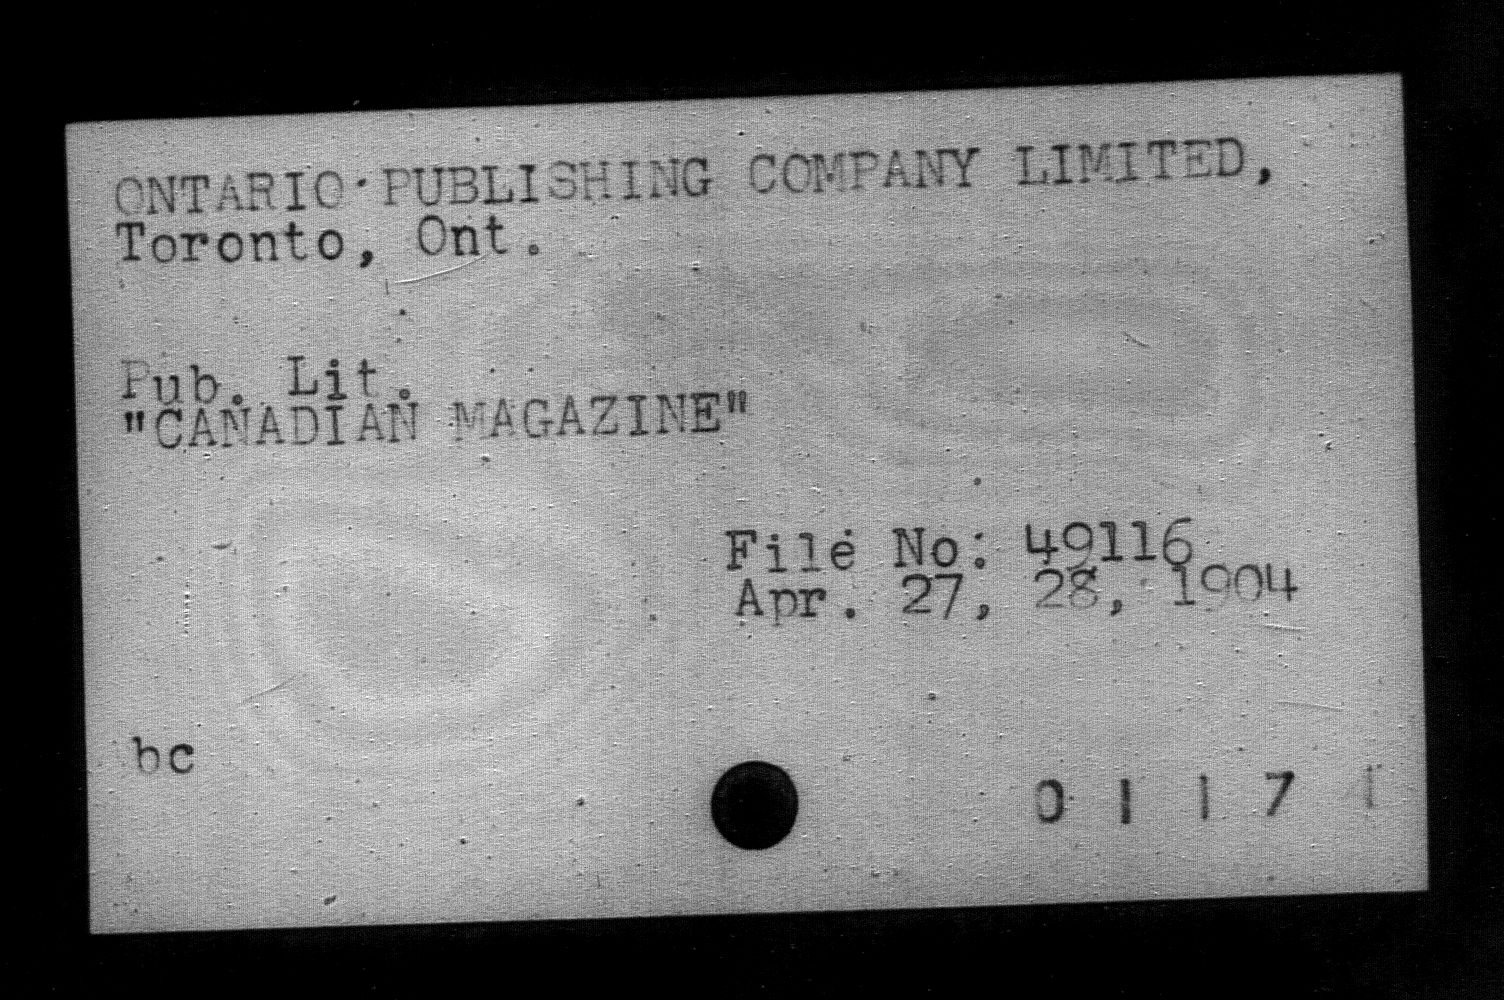 ONTARIO PUBLISHING COMPANY LIMITED,
Toronto, Ont.
Pub. Lit.
"CANADIAN MAGAZINE"
File No: 49116
Apr. 27, 28, 1904
bc
0 1 1 7 1